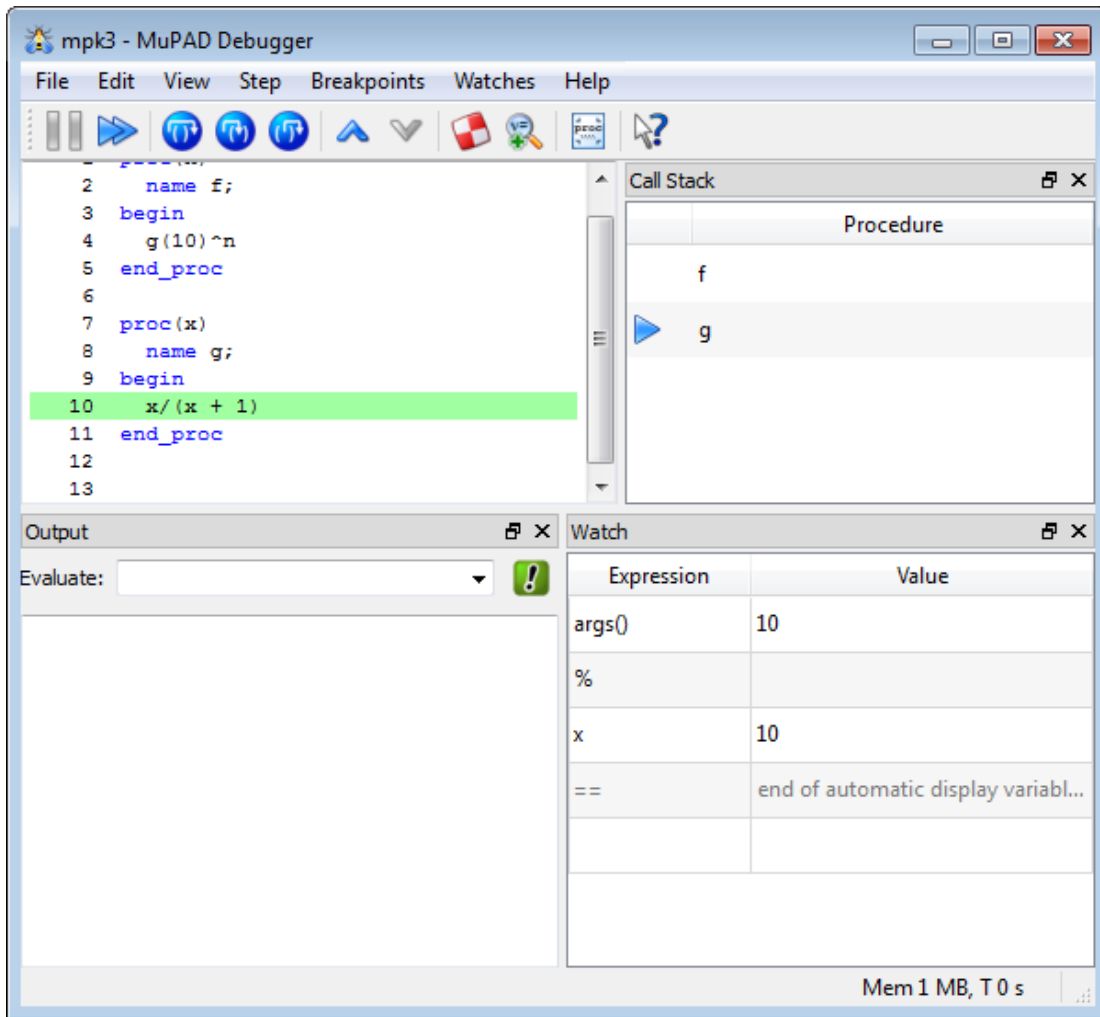 mpk3 - MuPAD Debugger
File Edit View Step Breakpoints Watches Help
proc
2 name f;
3 begin
4 g(10)^n
5 end_proc
6
7 proc(x)
8 name g;
9 begin
10 x/(x + 1)
11 end_proc
12
13
Call Stack
Procedure
f
g
Output
Evaluate:
Watch
Expression Value
args() 10
%
x 10
== end of automatic display variabl...
Mem 1 MB, T 0 s